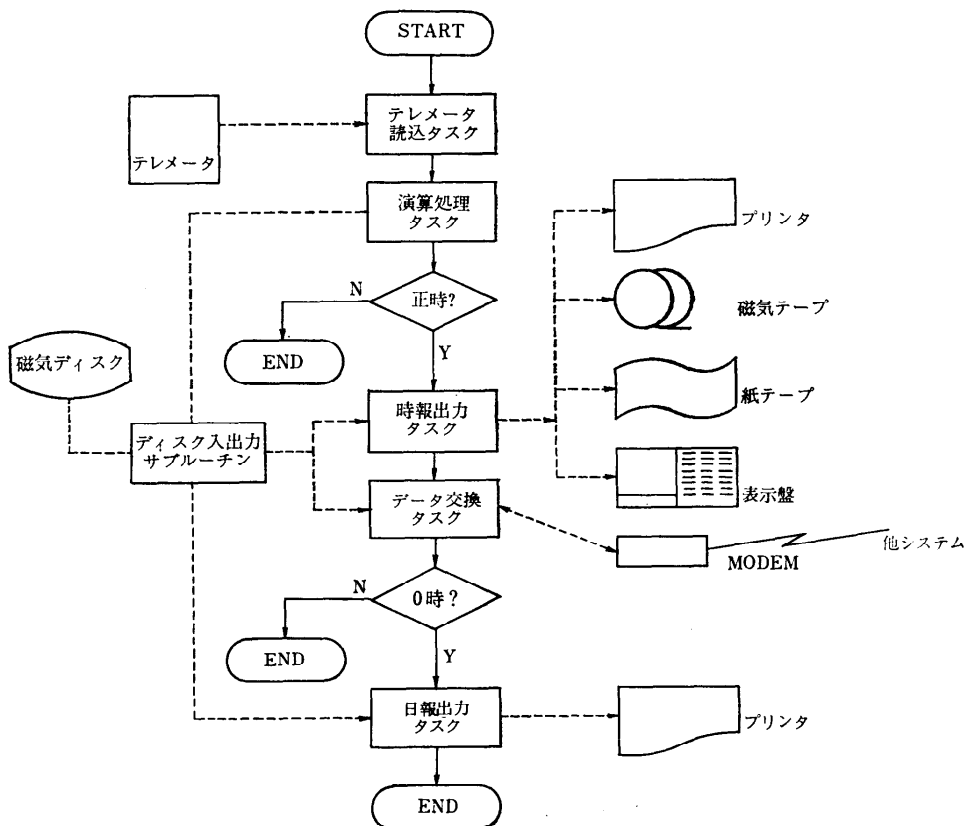 START
テレメータ
読込タスク
テレメータ
演算処理
タスク
プリンタ
正時?
N
Y
END
磁気テープ
磁気ディスク
時報出力
タスク
紙テープ
ディスク入出力
サブルーチン
データ交換
タスク
表示盤
MODEM
他システム
0時?
N
Y
END
日報出力
タスク
プリンタ
END